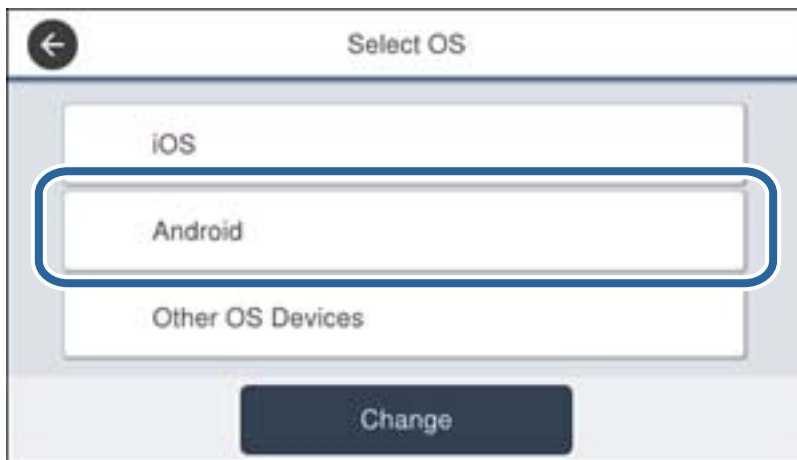 Select OS
iOS
Android
Other OS Devices
Change